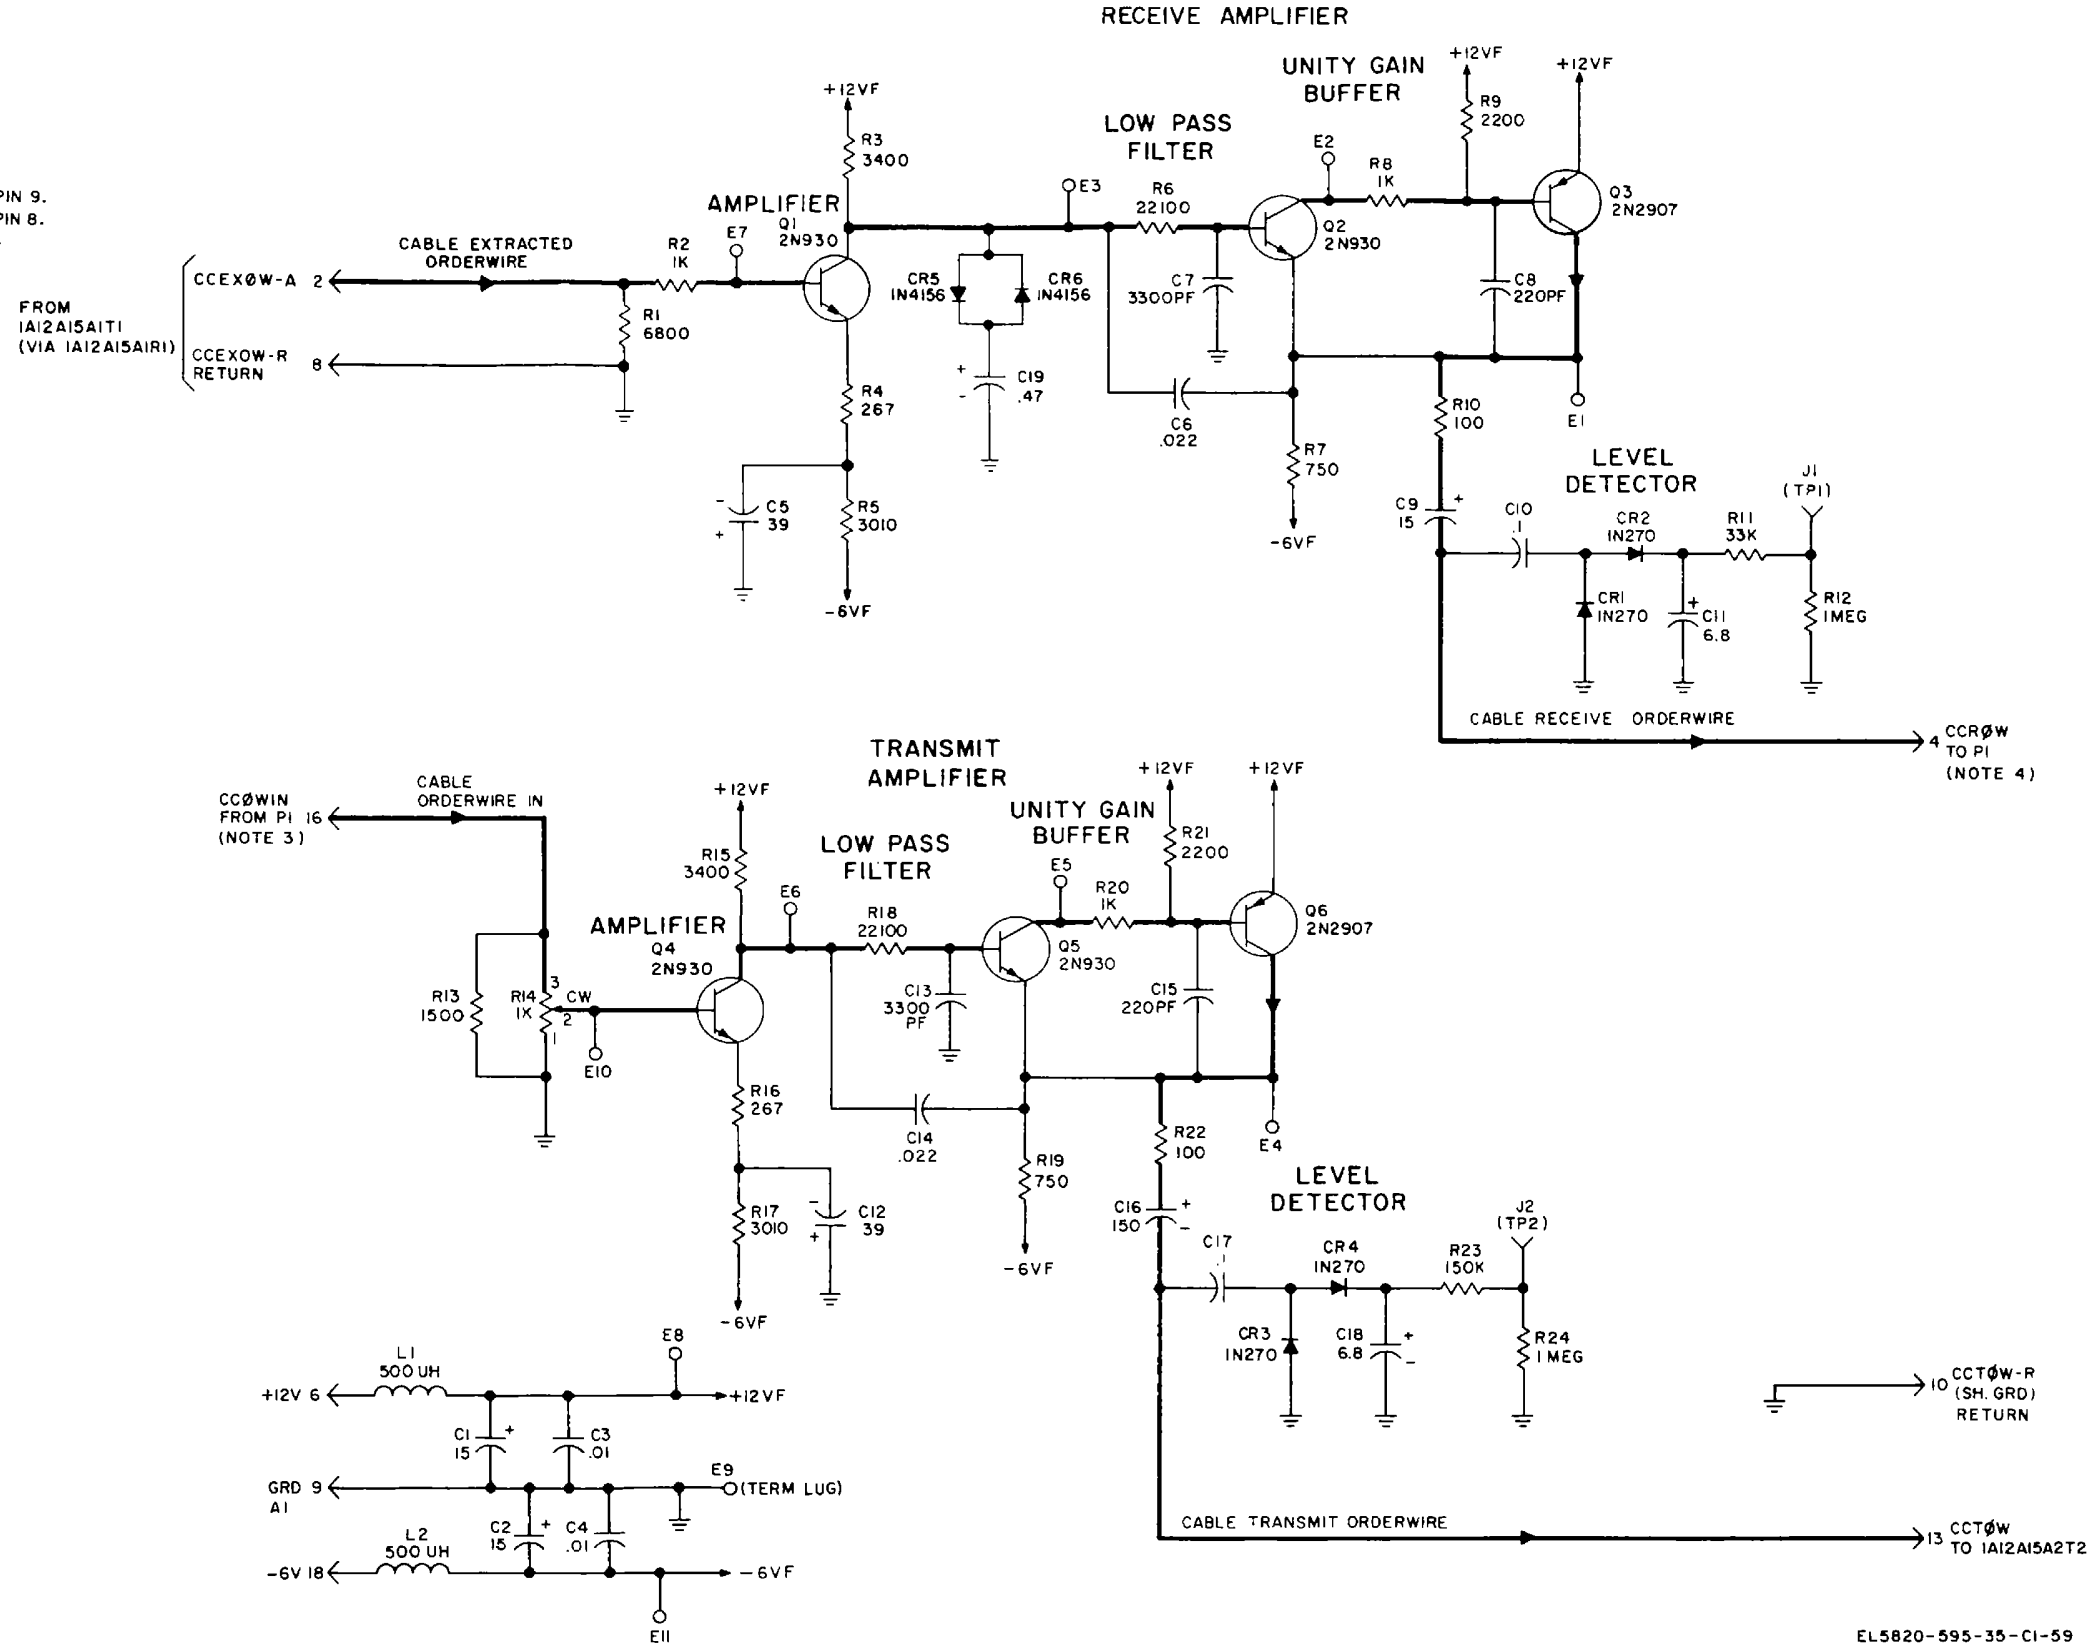 RECEIVE AMPLIFIER
PIN 9.
PIN 8.
FROM
1A12A15A1T1
(VIA 1A12A15A1R1)
CCEXØW-A 2
CCEXOW-R 8
RETURN
CABLE EXTRACTED
ORDERWIRE
R1
6800
R2
1K
E7
AMPLIFIER
Q1
2N930
+12VF
R3
3400
R4
267
C5
39
-
+
R5
3010
-6VF
CR5
1N4156
CR6
1N4156
+
-
C19
.47
E3
LOW PASS
FILTER
R6
22100
C7
3300PF
C6
.022
UNITY GAIN
BUFFER
E2
Q2
2N930
R8
1K
+12VF
R9
2200
+12VF
Q3
2N2907
C8
220PF
R7
750
-6VF
R10
100
E1
C9
15
+
LEVEL
DETECTOR
C10
.1
CR2
1N270
R11
33K
J1
(TP1)
CR1
1N270
+
C11
6.8
R12
1MEG
CABLE RECEIVE ORDERWIRE
4 CCRØW
TO P1
(NOTE 4)
TRANSMIT
AMPLIFIER
CCØWIN
FROM P1 16
(NOTE 3)
CABLE
ORDERWIRE IN
R13
1500
R14
1K
3
CW
2
1
E10
AMPLIFIER
Q4
2N930
+12VF
R15
3400
E6
R16
267
R17
3010
-
+
C12
39
-6VF
LOW PASS
FILTER
R18
22100
C13
3300
PF
C14
.022
UNITY GAIN
BUFFER
E5
Q5
2N930
R20
1K
+12VF
R21
2200
+12VF
Q6
2N2907
C15
220PF
R19
750
-6VF
R22
100
E4
C16
150
+
-
LEVEL
DETECTOR
C17
.1
CR4
1N270
R23
150K
J2
(TP2)
CR3
1N270
C18
6.8
+
-
R24
1MEG
10 CCTØW-R
(SH. GRD)
RETURN
CABLE TRANSMIT ORDERWIRE
13 CCTØW
TO 1A12A15A2T2
L1
500 UH
E8
+12V 6
+12VF
C1
15
+
C3
.01
GRD 9
A1
E9
(TERM LUG)
L2
500 UH
C2
15
+
C4
.01
-6V 18
-6VF
E11
EL5820-595-35-C1-59